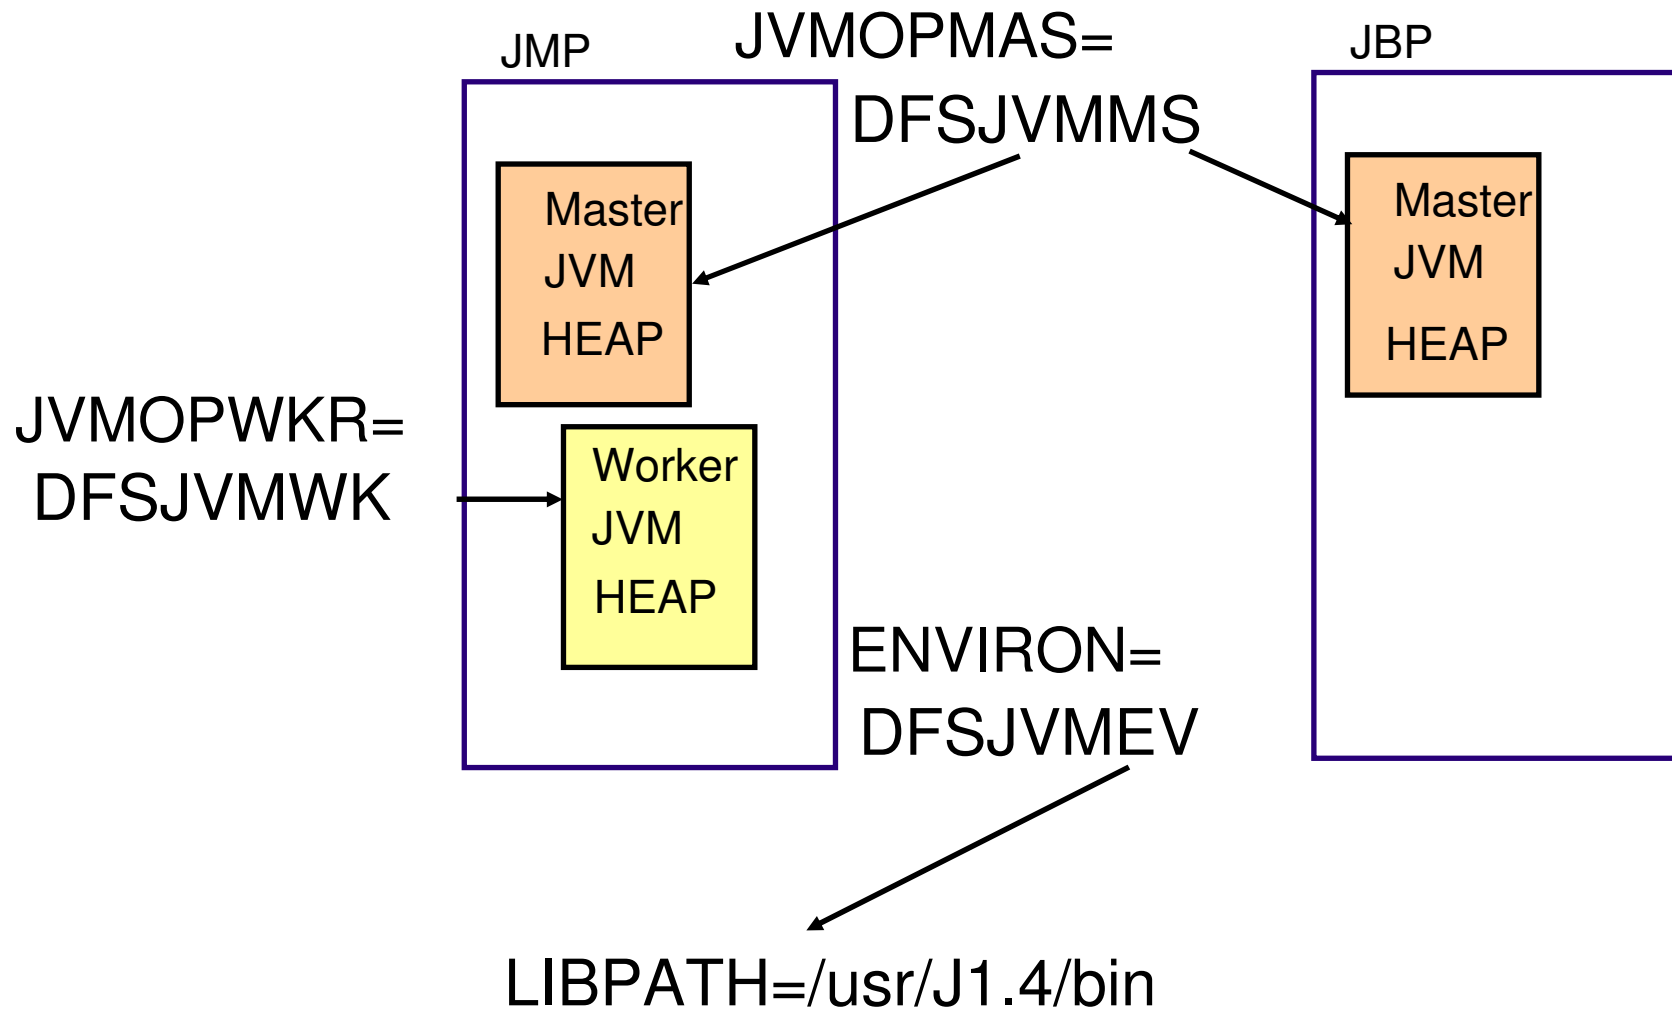 JMP
JVMOPMAS=
DFSJVMMS
JBP
Master
JVM
HEAP
Master
JVM
HEAP
JVMOPWKR=
DFSJVMWK
Worker
JVM
HEAP
ENVIRON=
DFSJVMEV
LIBPATH=/usr/J1.4/bin